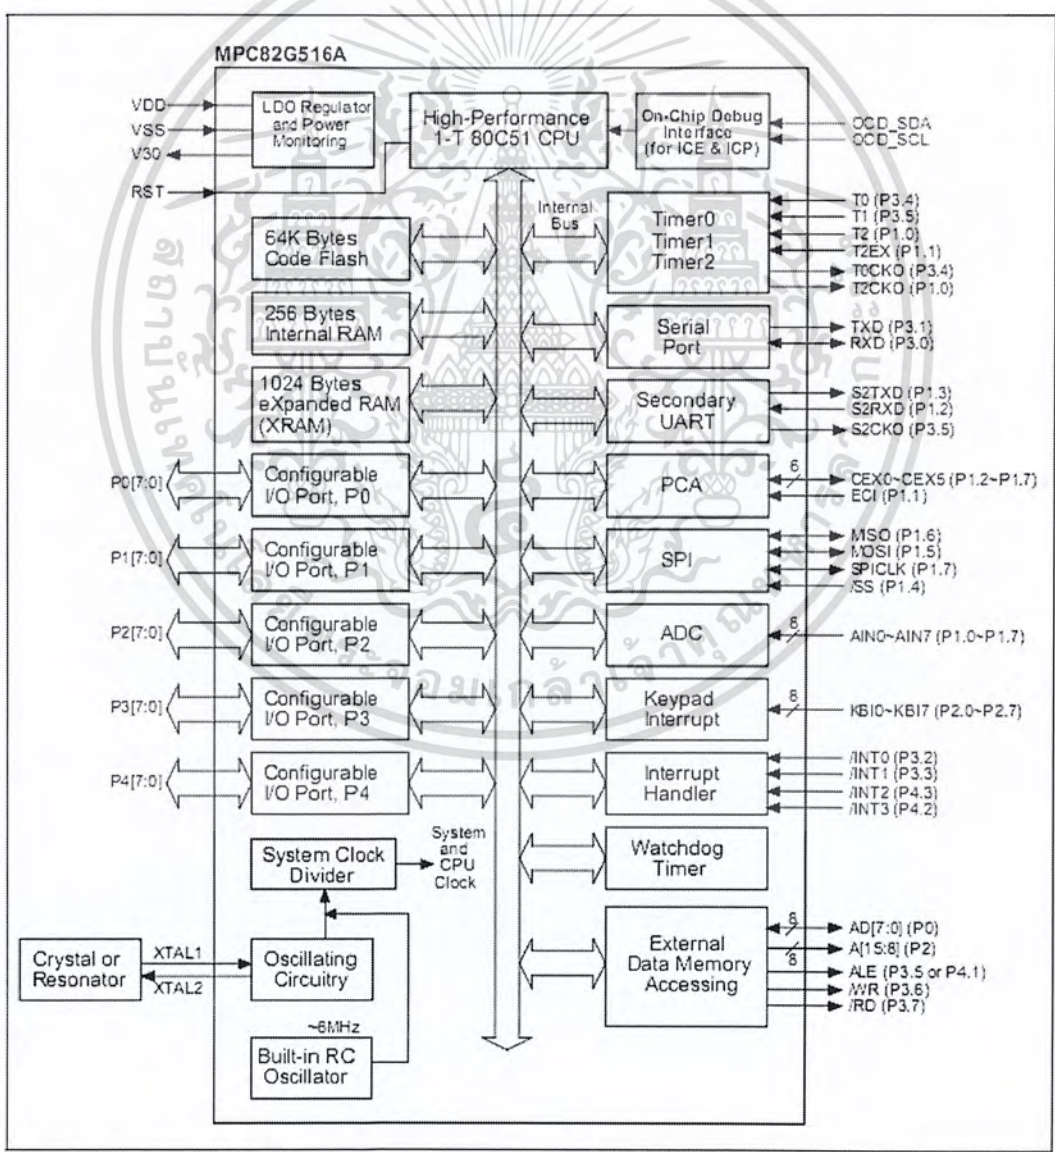 MPC82G516A
VDD
VSS
V30
RST
LDO Regulator
and Power
Monitoring
High-Performance
1-T 80C51 CPU
On-Chip Debug
Interface
(for ICE & ICP)
OCD_SDA
OCD_SCL
Internal
Bus
64K Bytes
Code Flash
256 Bytes
Internal RAM
1024 Bytes
eXpanded RAM
(XRAM)
P0[7:0]
Configurable
I/O Port, P0
P1[7:0]
Configurable
I/O Port, P1
P2[7:0]
Configurable
I/O Port, P2
P3[7:0]
Configurable
I/O Port, P3
P4[7:0]
Configurable
I/O Port, P4
System Clock
Divider
System
and
CPU
Clock
Crystal or
Resonator
XTAL1
XTAL2
Oscillating
Circuitry
~6MHz
Built-in RC
Oscillator
Timer0
Timer1
Timer2
T0 (P3.4)
T1 (P3.5)
T2 (P1.0)
T2EX (P1.1)
T0CKO (P3.4)
T2CKO (P1.0)
Serial
Port
TXD (P3.1)
RXD (P3.0)
Secondary
UART
S2TXD (P1.3)
S2RXD (P1.2)
S2CKO (P3.5)
PCA
6
CEX0~CEX5 (P1.2~P1.7)
ECI (P1.1)
SPI
MISO (P1.6)
MOSI (P1.5)
SPICLK (P1.7)
/SS (P1.4)
ADC
8
AIN0~AIN7 (P1.0~P1.7)
Keypad
Interrupt
8
KBI0~KBI7 (P2.0~P2.7)
Interrupt
Handler
/INT0 (P3.2)
/INT1 (P3.3)
/INT2 (P4.3)
/INT3 (P4.2)
Watchdog
Timer
External
Data Memory
Accessing
8
AD[7:0] (P0)
A[15:8] (P2)
8
ALE (P3.5 or P4.1)
/WR (P3.6)
/RD (P3.7)